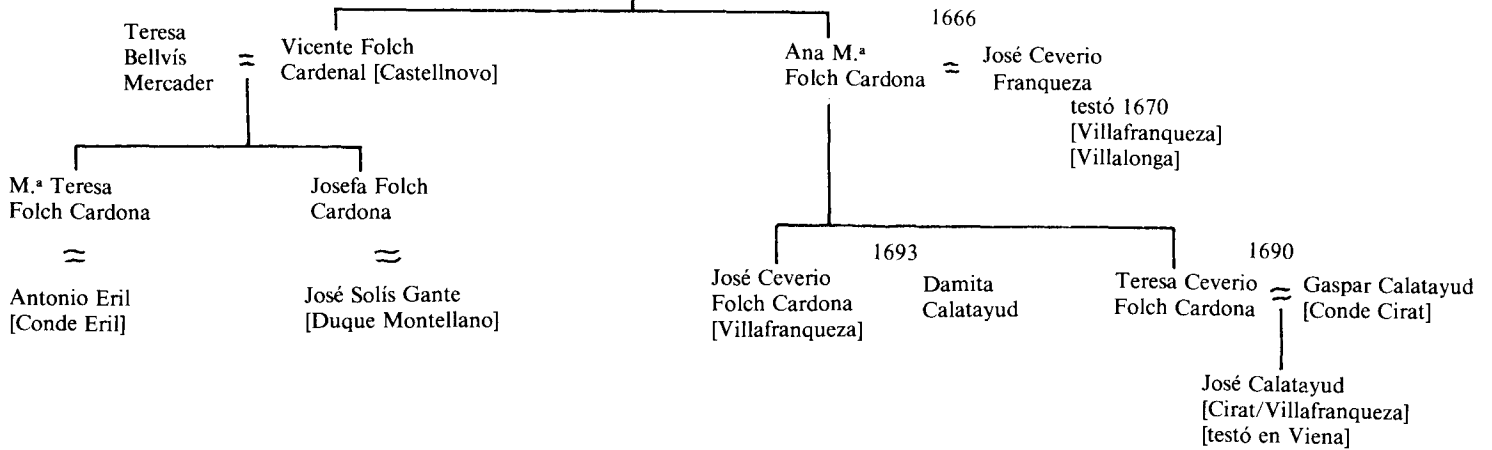 1666
Teresa
Bellvís
Mercader
≈
Vicente Folch
Cardenal [Castellnovo]
Ana M.ª
Folch Cardona
≈
José Ceverio
Franqueza
testó 1670
[Villafranqueza]
[Villalonga]
M.ª Teresa
Folch Cardona
≈
Antonio Eril
[Conde Eril]
Josefa Folch
Cardona
≈
José Solís Gante
[Duque Montellano]
1693
José Ceverio
Folch Cardona
[Villafranqueza]
Damita
Calatayud
1690
Teresa Ceverio
Folch Cardona
≈
Gaspar Calatayud
[Conde Cirat]
José Calatayud
[Cirat/Villafranqueza]
[testó en Viena]